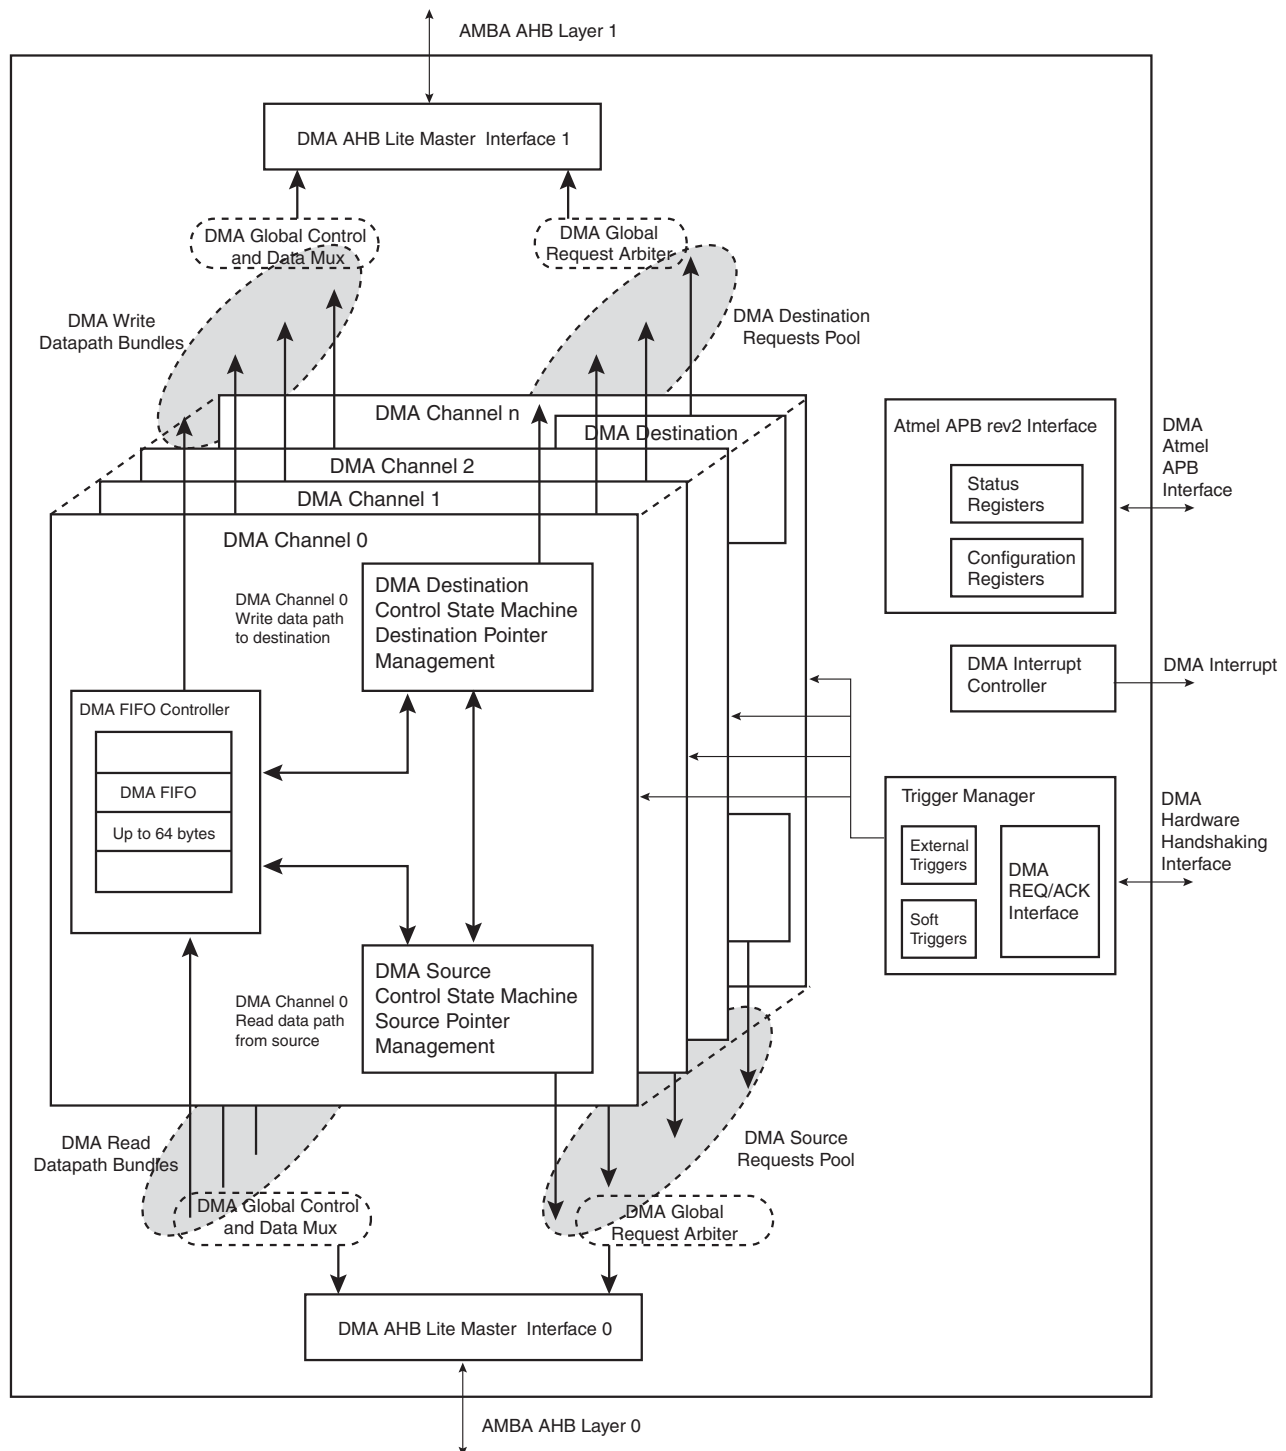 AMBA AHB Layer 1
DMA AHB Lite Master Interface 1
DMA Global Control
and Data Mux
DMA Global
Request Arbiter
DMA Write
Datapath Bundles
DMA Destination
Requests Pool
DMA Channel n
DMA Destination
DMA Channel 2
DMA Channel 1
DMA Channel 0
DMA Channel 0
Write data path
to destination
DMA Destination
Control State Machine
Destination Pointer
Management
DMA FIFO Controller
DMA FIFO
Up to 64 bytes
DMA Channel 0
Read data path
from source
DMA Source
Control State Machine
Source Pointer
Management
Atmel APB rev2 Interface
Status
Registers
Configuration
Registers
DMA
Atmel
APB
Interface
DMA Interrupt
Controller
DMA Interrupt
Trigger Manager
External
Triggers
Soft
Triggers
DMA
REQ/ACK
Interface
DMA
Hardware
Handshaking
Interface
DMA Read
Datapath Bundles
DMA Source
Requests Pool
DMA Global Control
and Data Mux
DMA Global
Request Arbiter
DMA AHB Lite Master Interface 0
AMBA AHB Layer 0